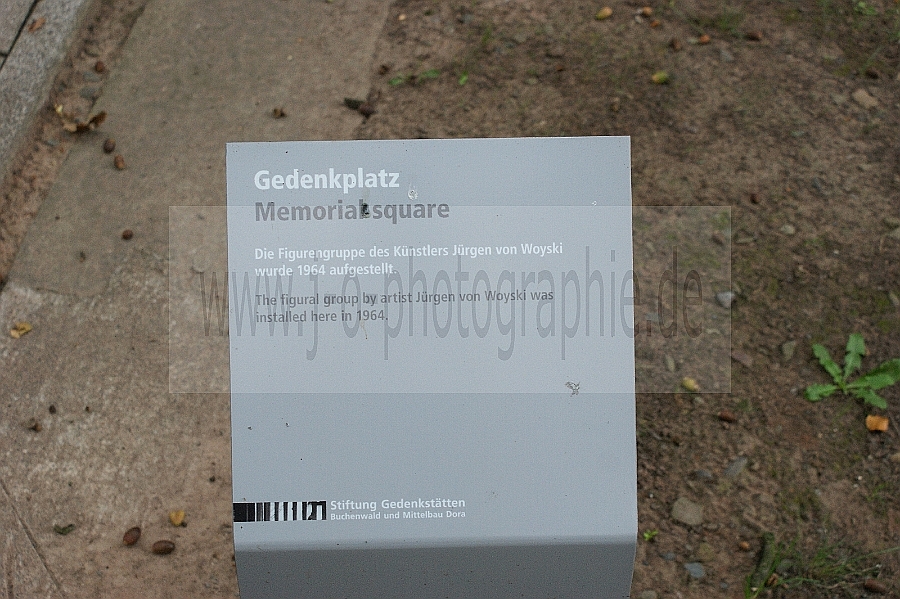 Gedenkplatz
Memorial square
Die Figurengruppe des Künstlers Jürgen von Woyski
wurde 1964 aufgestellt.
The figural group by artist Jürgen von Woyski was
installed here in 1964.
www.j-o-photographie.de
Stiftung Gedenkstätten
Buchenwald und Mittelbau Dora